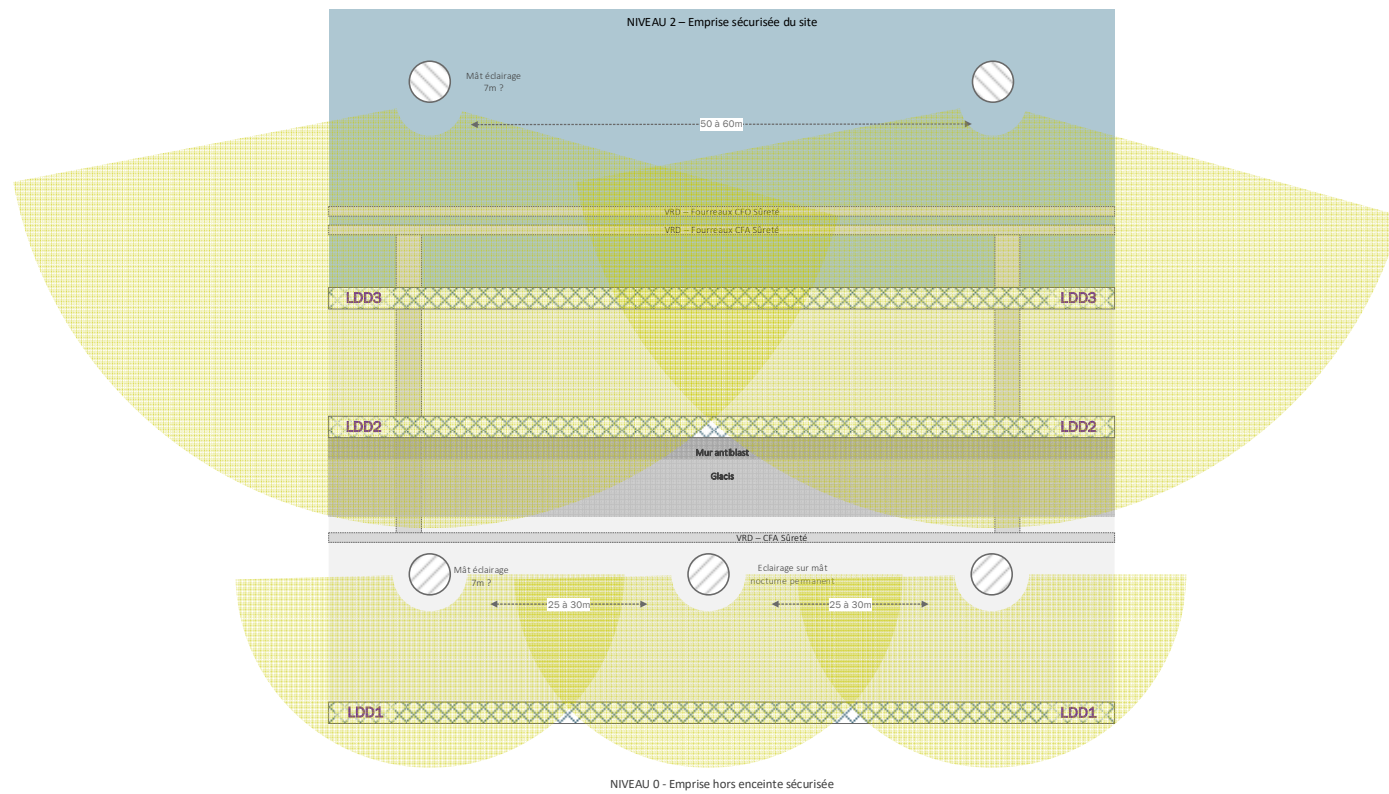 NIVEAU 2 – Emprise sécurisée du site
Mât éclairage
7m ?
50 à 60m
VRD – Fourreaux CFO Sûreté
VRD – Fourreaux CFA Sûreté
LDD3
LDD3
LDD2
LDD2
Mur antiblast
Glacis
VRD – CFA Sûreté
Mât éclairage
7m ?
Eclairage sur mât
nocturne permanent
25 à 30m
25 à 30m
LDD1
LDD1
NIVEAU 0 - Emprise hors enceinte sécurisée